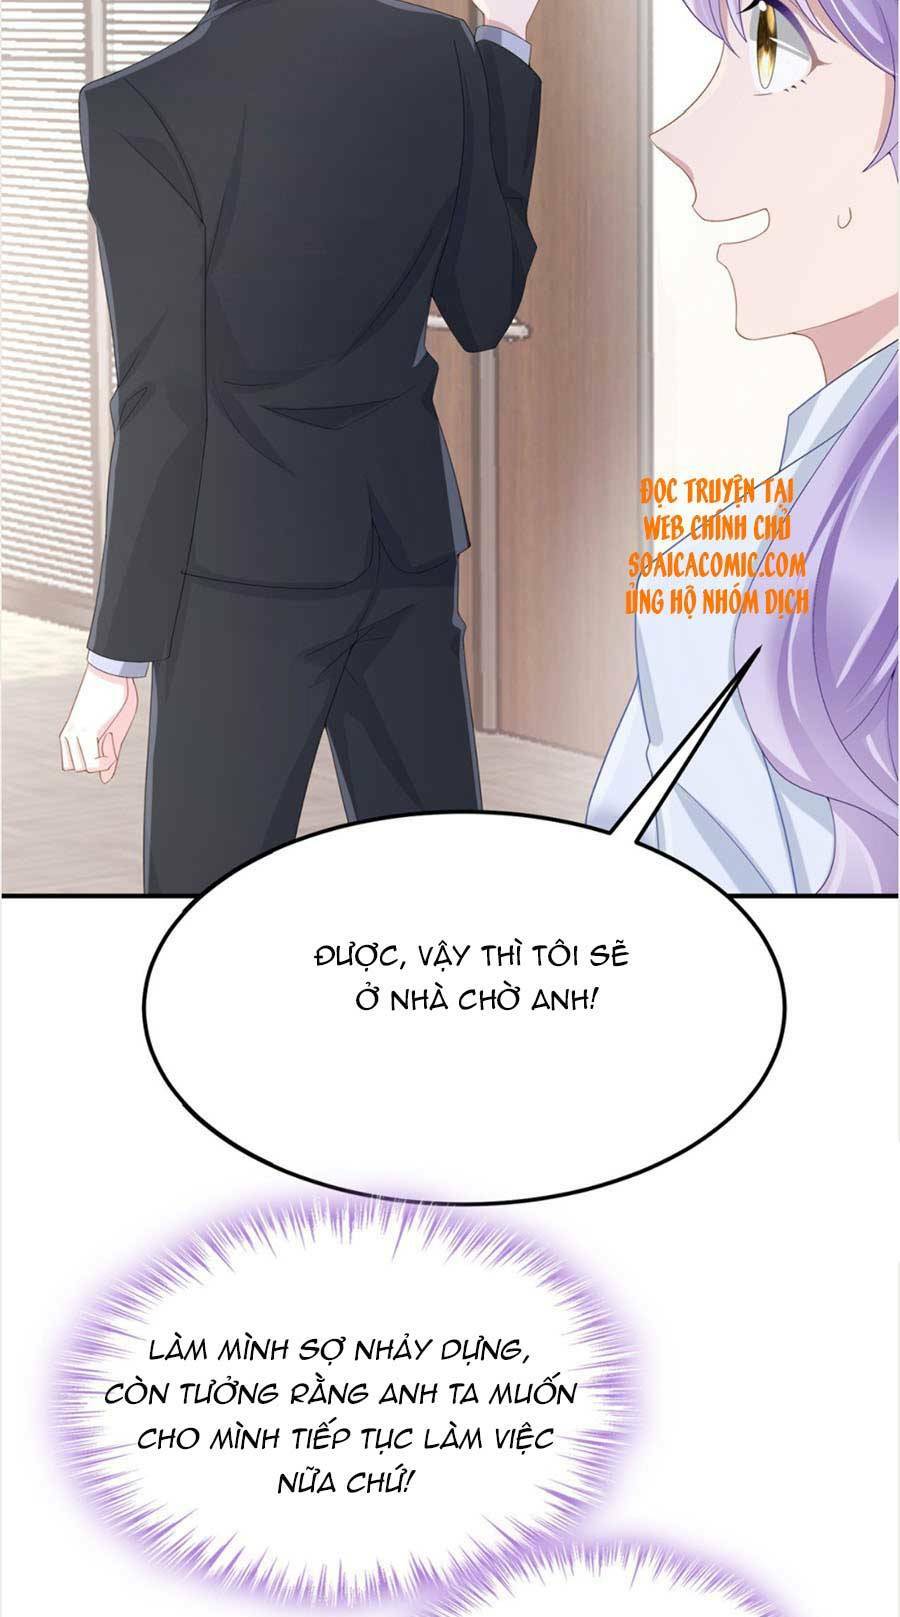 ĐỌC TRUYỆN TẠI
WEB CHÍNH CHỦ
SOAICACOMIC.COM
ỦNG HỘ NHÓM DỊCH
ĐƯỢC, VẬY THÌ TÔI SẼ
Ở NHÀ CHỜ ANH!
LÀM MÌNH SỢ NHẢY DỰNG,
CÒN TƯỞNG RẰNG ANH TA MUỐN
CHO MÌNH TIẾP TỤC LÀM VIỆC
NỮA CHỨ!